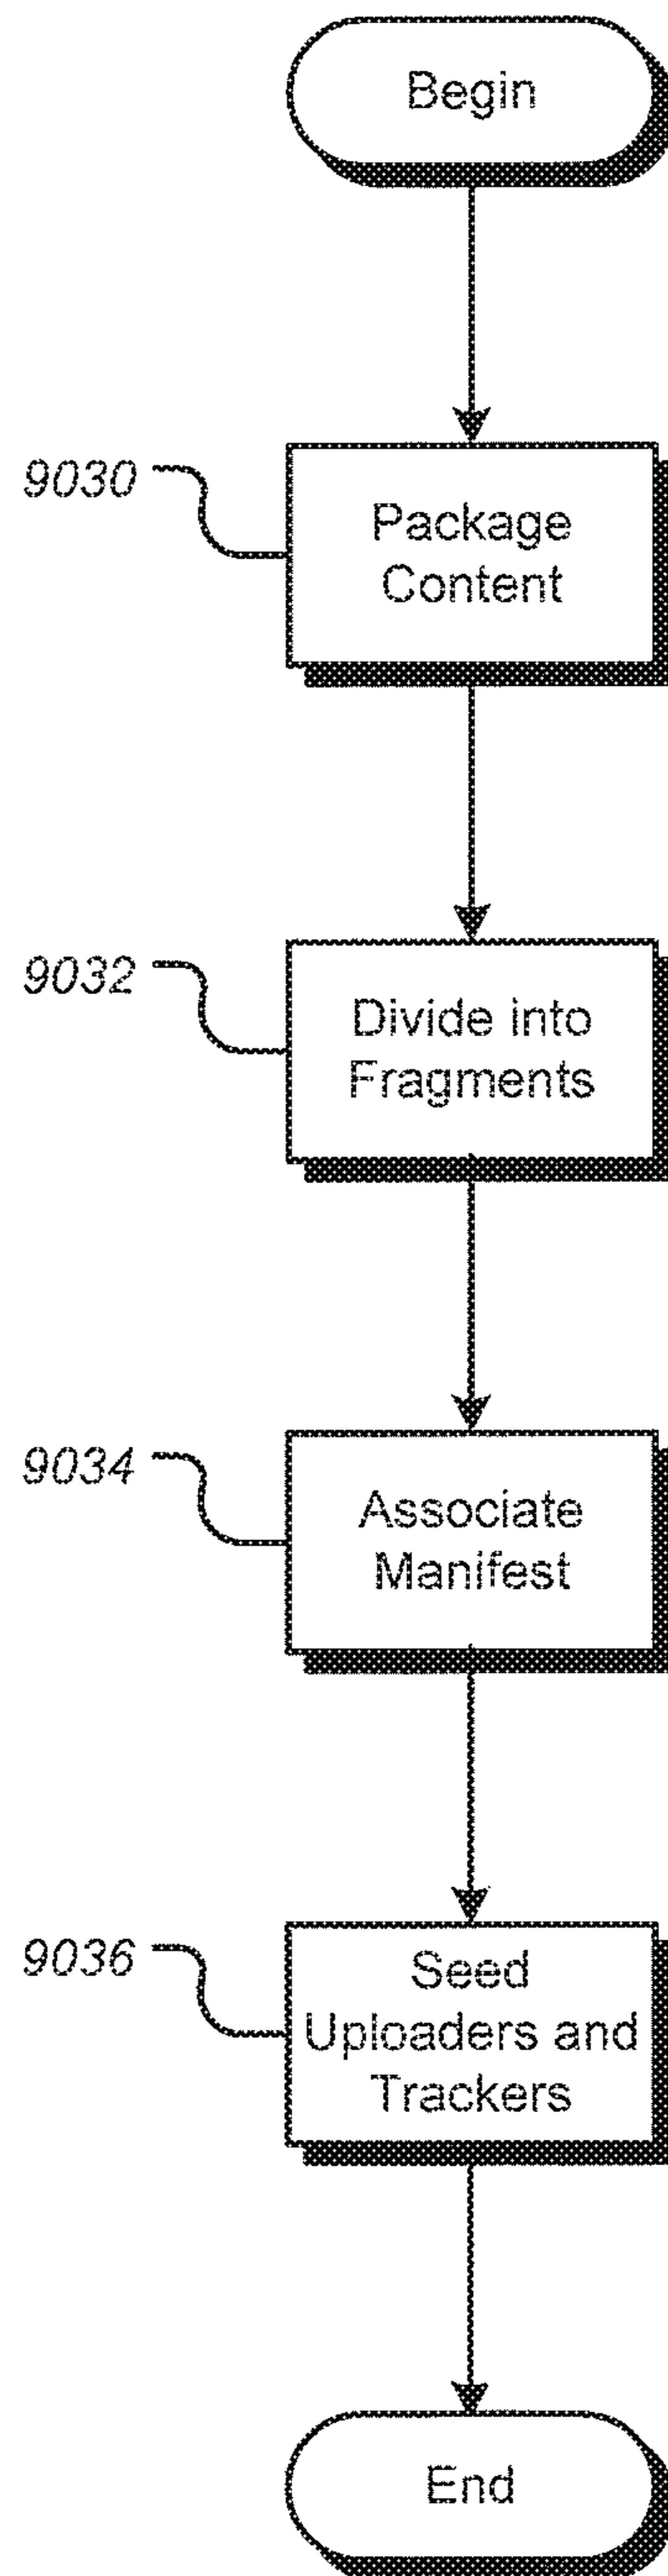 Begin
9030
Package
Content
9032
Divide into
Fragments
9034
Associate
Manifest
9036
Seed
Uploaders and
Trackers
End